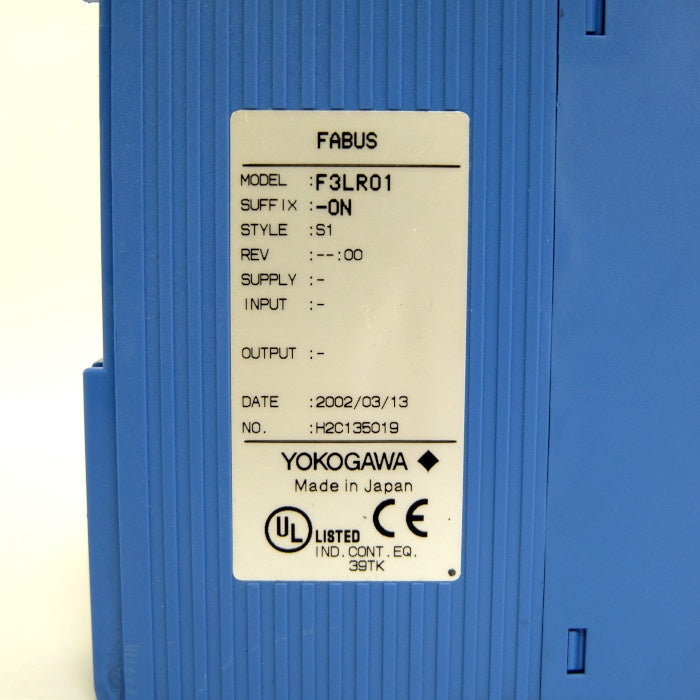 FABUS
MODEL :F3LR01
SUFFIX :-0N
STYLE :S1
REV :--:00
SUPPLY :-
INPUT :-
OUTPUT :-
DATE :2002/03/13
NO. :H2C135019
YOKOGAWA ◆
Made in Japan
UL LISTED CE
IND.CONT.EQ.
39TK